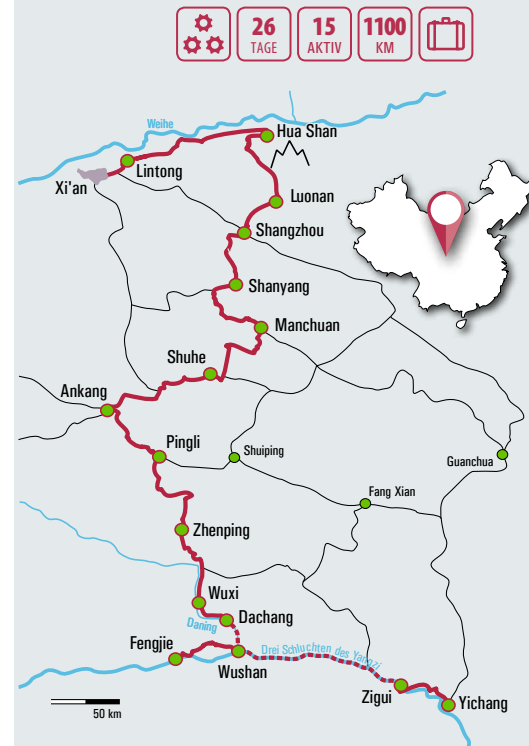 26
TAGE
15
AKTIV
1100
KM
Weihe
Hua Shan
Lintong
Xi'an
Luonan
Shangzhou
Shanyang
Manchuan
Shuhe
Ankang
Pingli
Shuiping
Guanchua
Fang Xian
Zhenping
Wuxi
Daning
Dachang
Fengjie
Wushan
Drei Schluchten des Yangzi
Zigui
Yichang
50 km